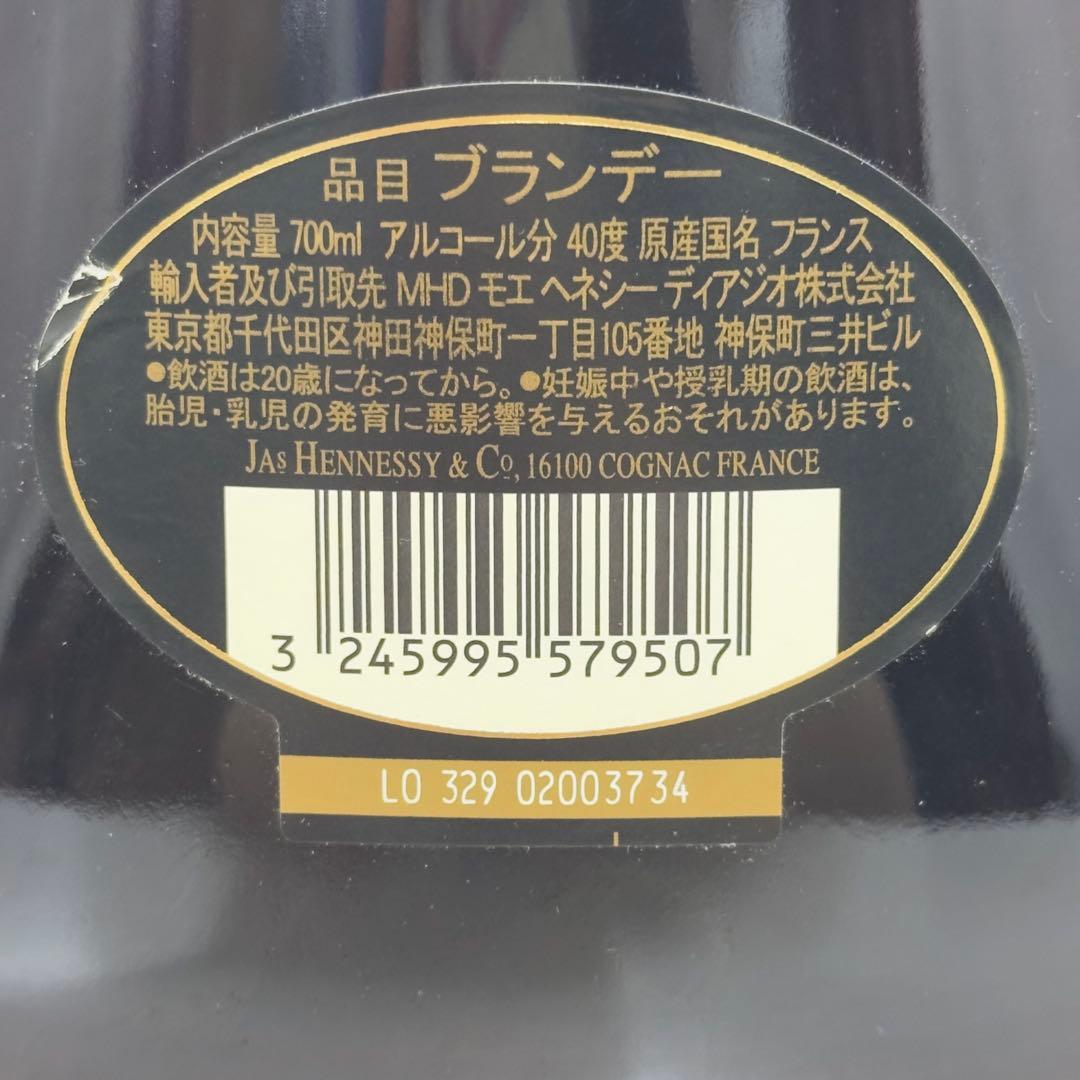 品目 ブランデー
内容量 700ml アルコール分 40度 原産国名 フランス
輸入者及び引取先 MHD モエ ヘネシー ディアジオ株式会社
東京都千代田区神田神保町一丁目105番地 神保町三井ビル
●飲酒は20歳になってから。●妊娠中や授乳期の飲酒は、
胎児・乳児の発育に悪影響を与えるおそれがあります。
JAS HENNESSY & Cº, 16100 COGNAC FRANCE
3 245995 579507
LO 329 02003734